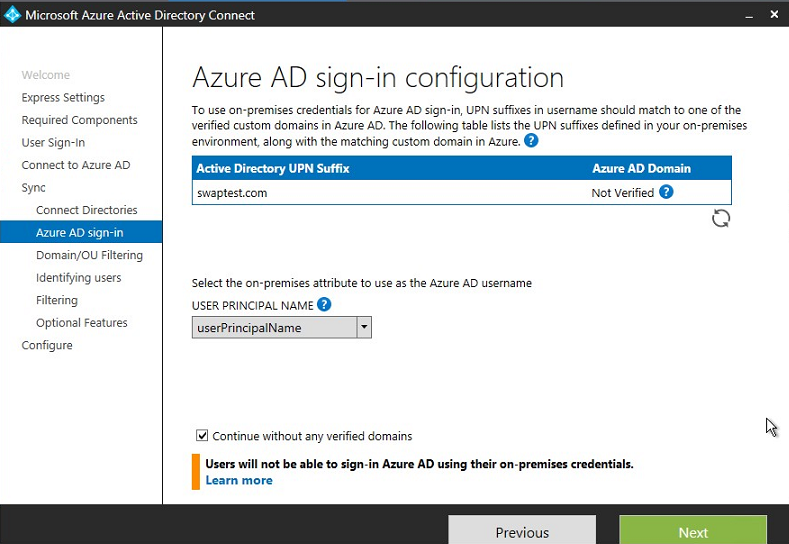 Microsoft Azure Active Directory Connect
Welcome
Express Settings
Required Components
User Sign-In
Connect to Azure AD
Sync
Connect Directories
Azure AD sign-in
Domain/OU Filtering
Identifying users
Filtering
Optional Features
Configure
Azure AD sign-in configuration
To use on-premises credentials for Azure AD sign-in, UPN suffixes in username should match to one of the
verified custom domains in Azure AD. The following table lists the UPN suffixes defined in your on-premises
environment, along with the matching custom domain in Azure. ?
Active Directory UPN Suffix Azure AD Domain
swaptest.com Not Verified ?
Select the on-premises attribute to use as the Azure AD username
USER PRINCIPAL NAME ?
userPrincipalName
Continue without any verified domains
Users will not be able to sign-in Azure AD using their on-premises credentials.
Learn more
Previous Next